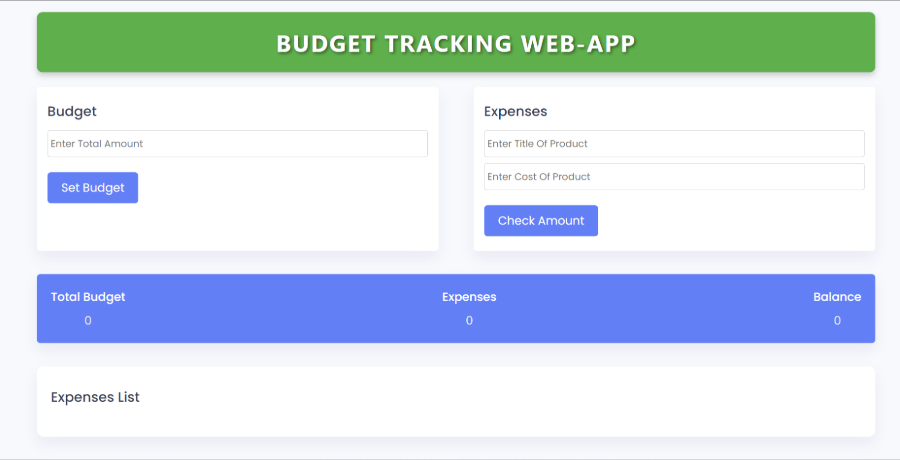 BUDGET TRACKING WEB-APP
Budget
Enter Total Amount
Set Budget
Expenses
Enter Title Of Product
Enter Cost Of Product
Check Amount
Total Budget
0
Expenses
0
Balance
0
Expenses List